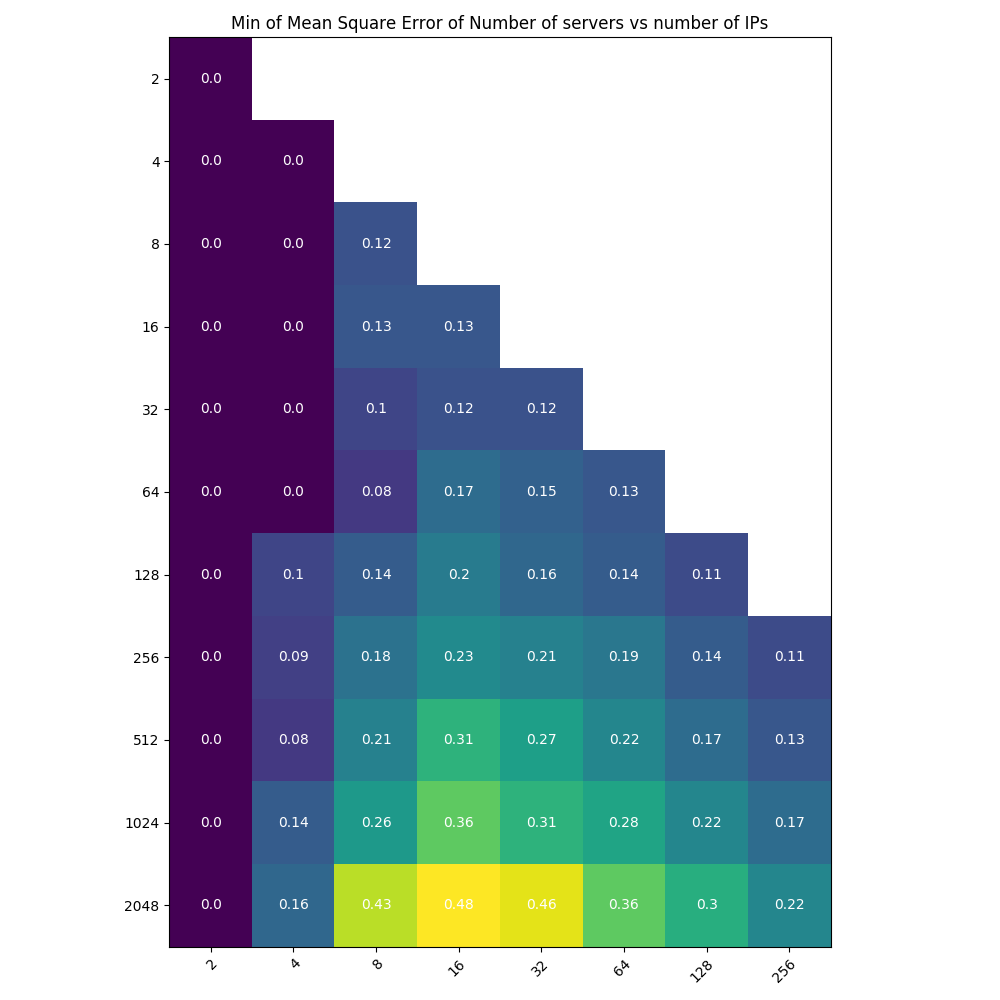 Min of Mean Square Error of Number of servers vs number of IPs
2 0.0
4 0.0 0.0
8 0.0 0.0 0.12
16 0.0 0.0 0.13 0.13
32 0.0 0.0 0.1 0.12 0.12
64 0.0 0.0 0.08 0.17 0.15 0.13
128 0.0 0.1 0.14 0.2 0.16 0.14 0.11
256 0.0 0.09 0.18 0.23 0.21 0.19 0.14 0.11
512 0.0 0.08 0.21 0.31 0.27 0.22 0.17 0.13
1024 0.0 0.14 0.26 0.36 0.31 0.28 0.22 0.17
2048 0.0 0.16 0.43 0.48 0.46 0.36 0.3 0.22
2 4 8 16 32 64 128 256